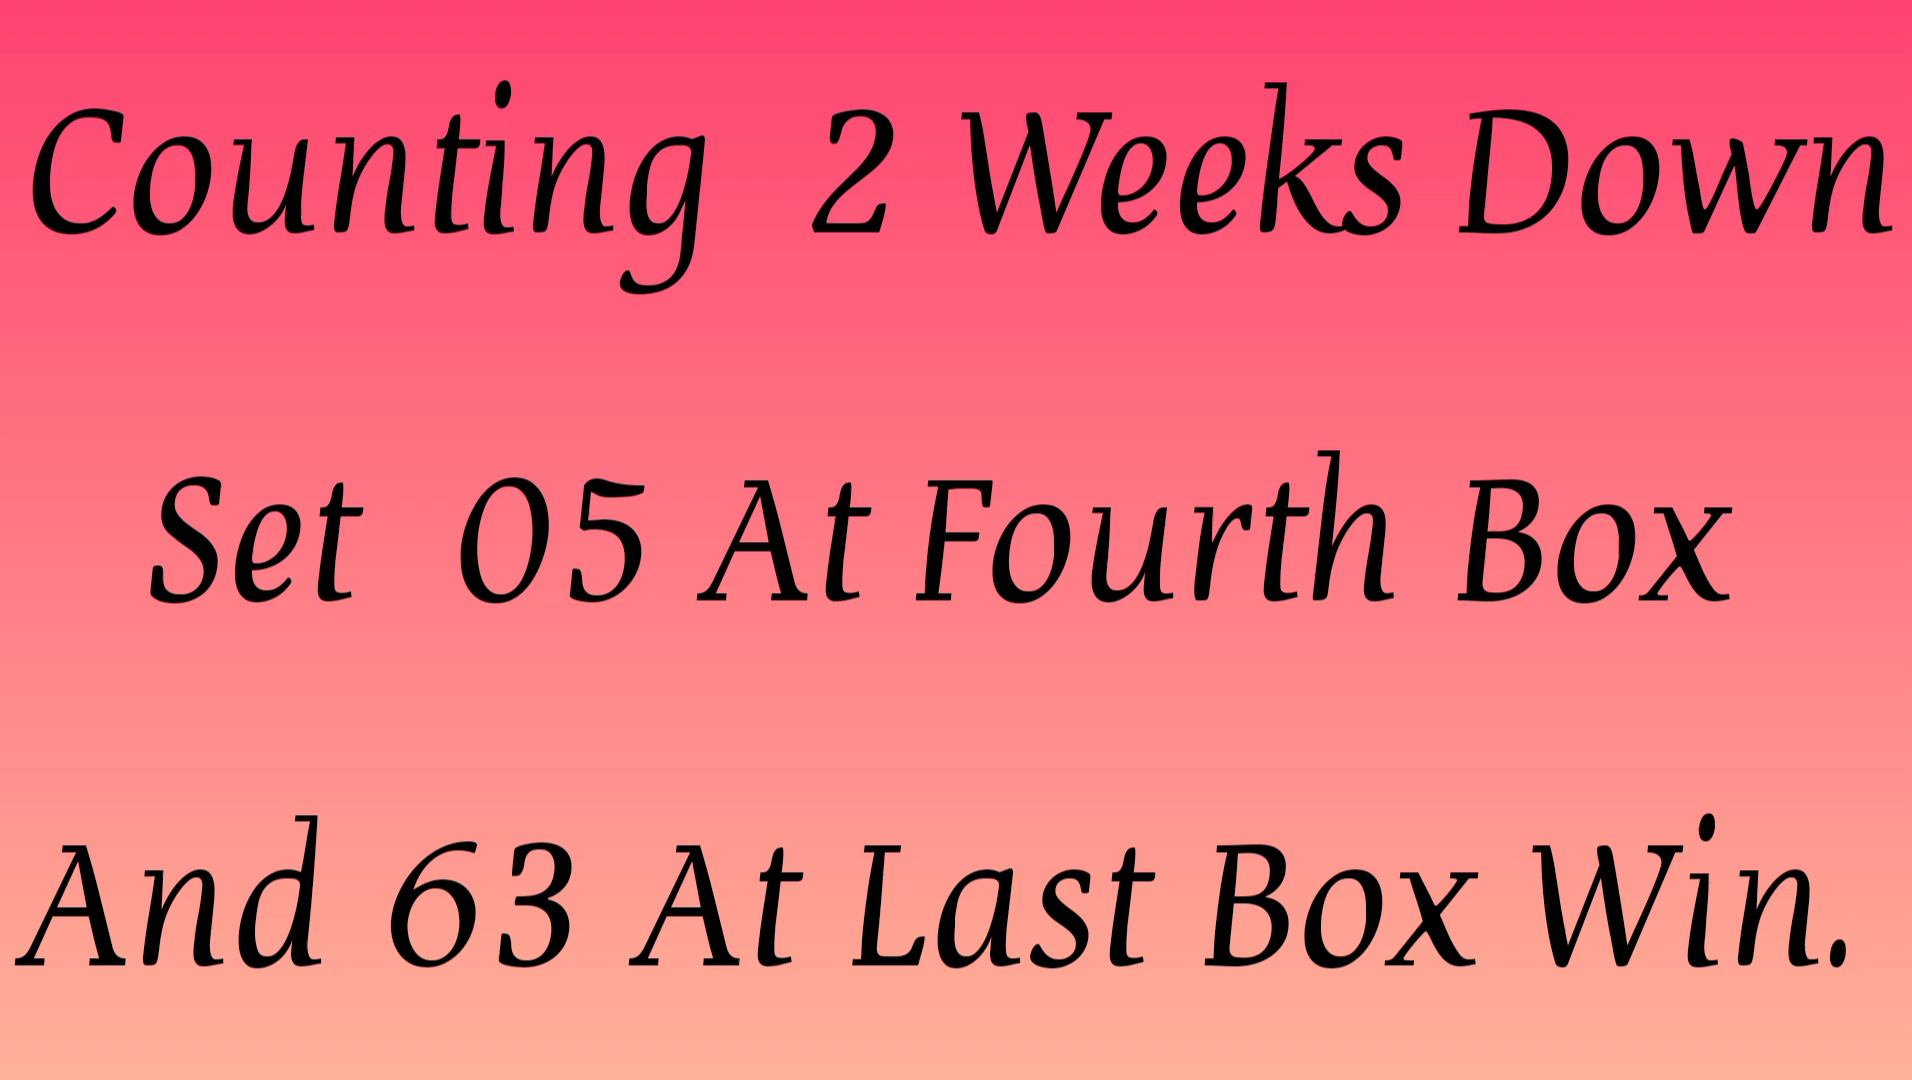 Counting 2 Weeks Down
Set 05 At Fourth Box
And 63 At Last Box Win.